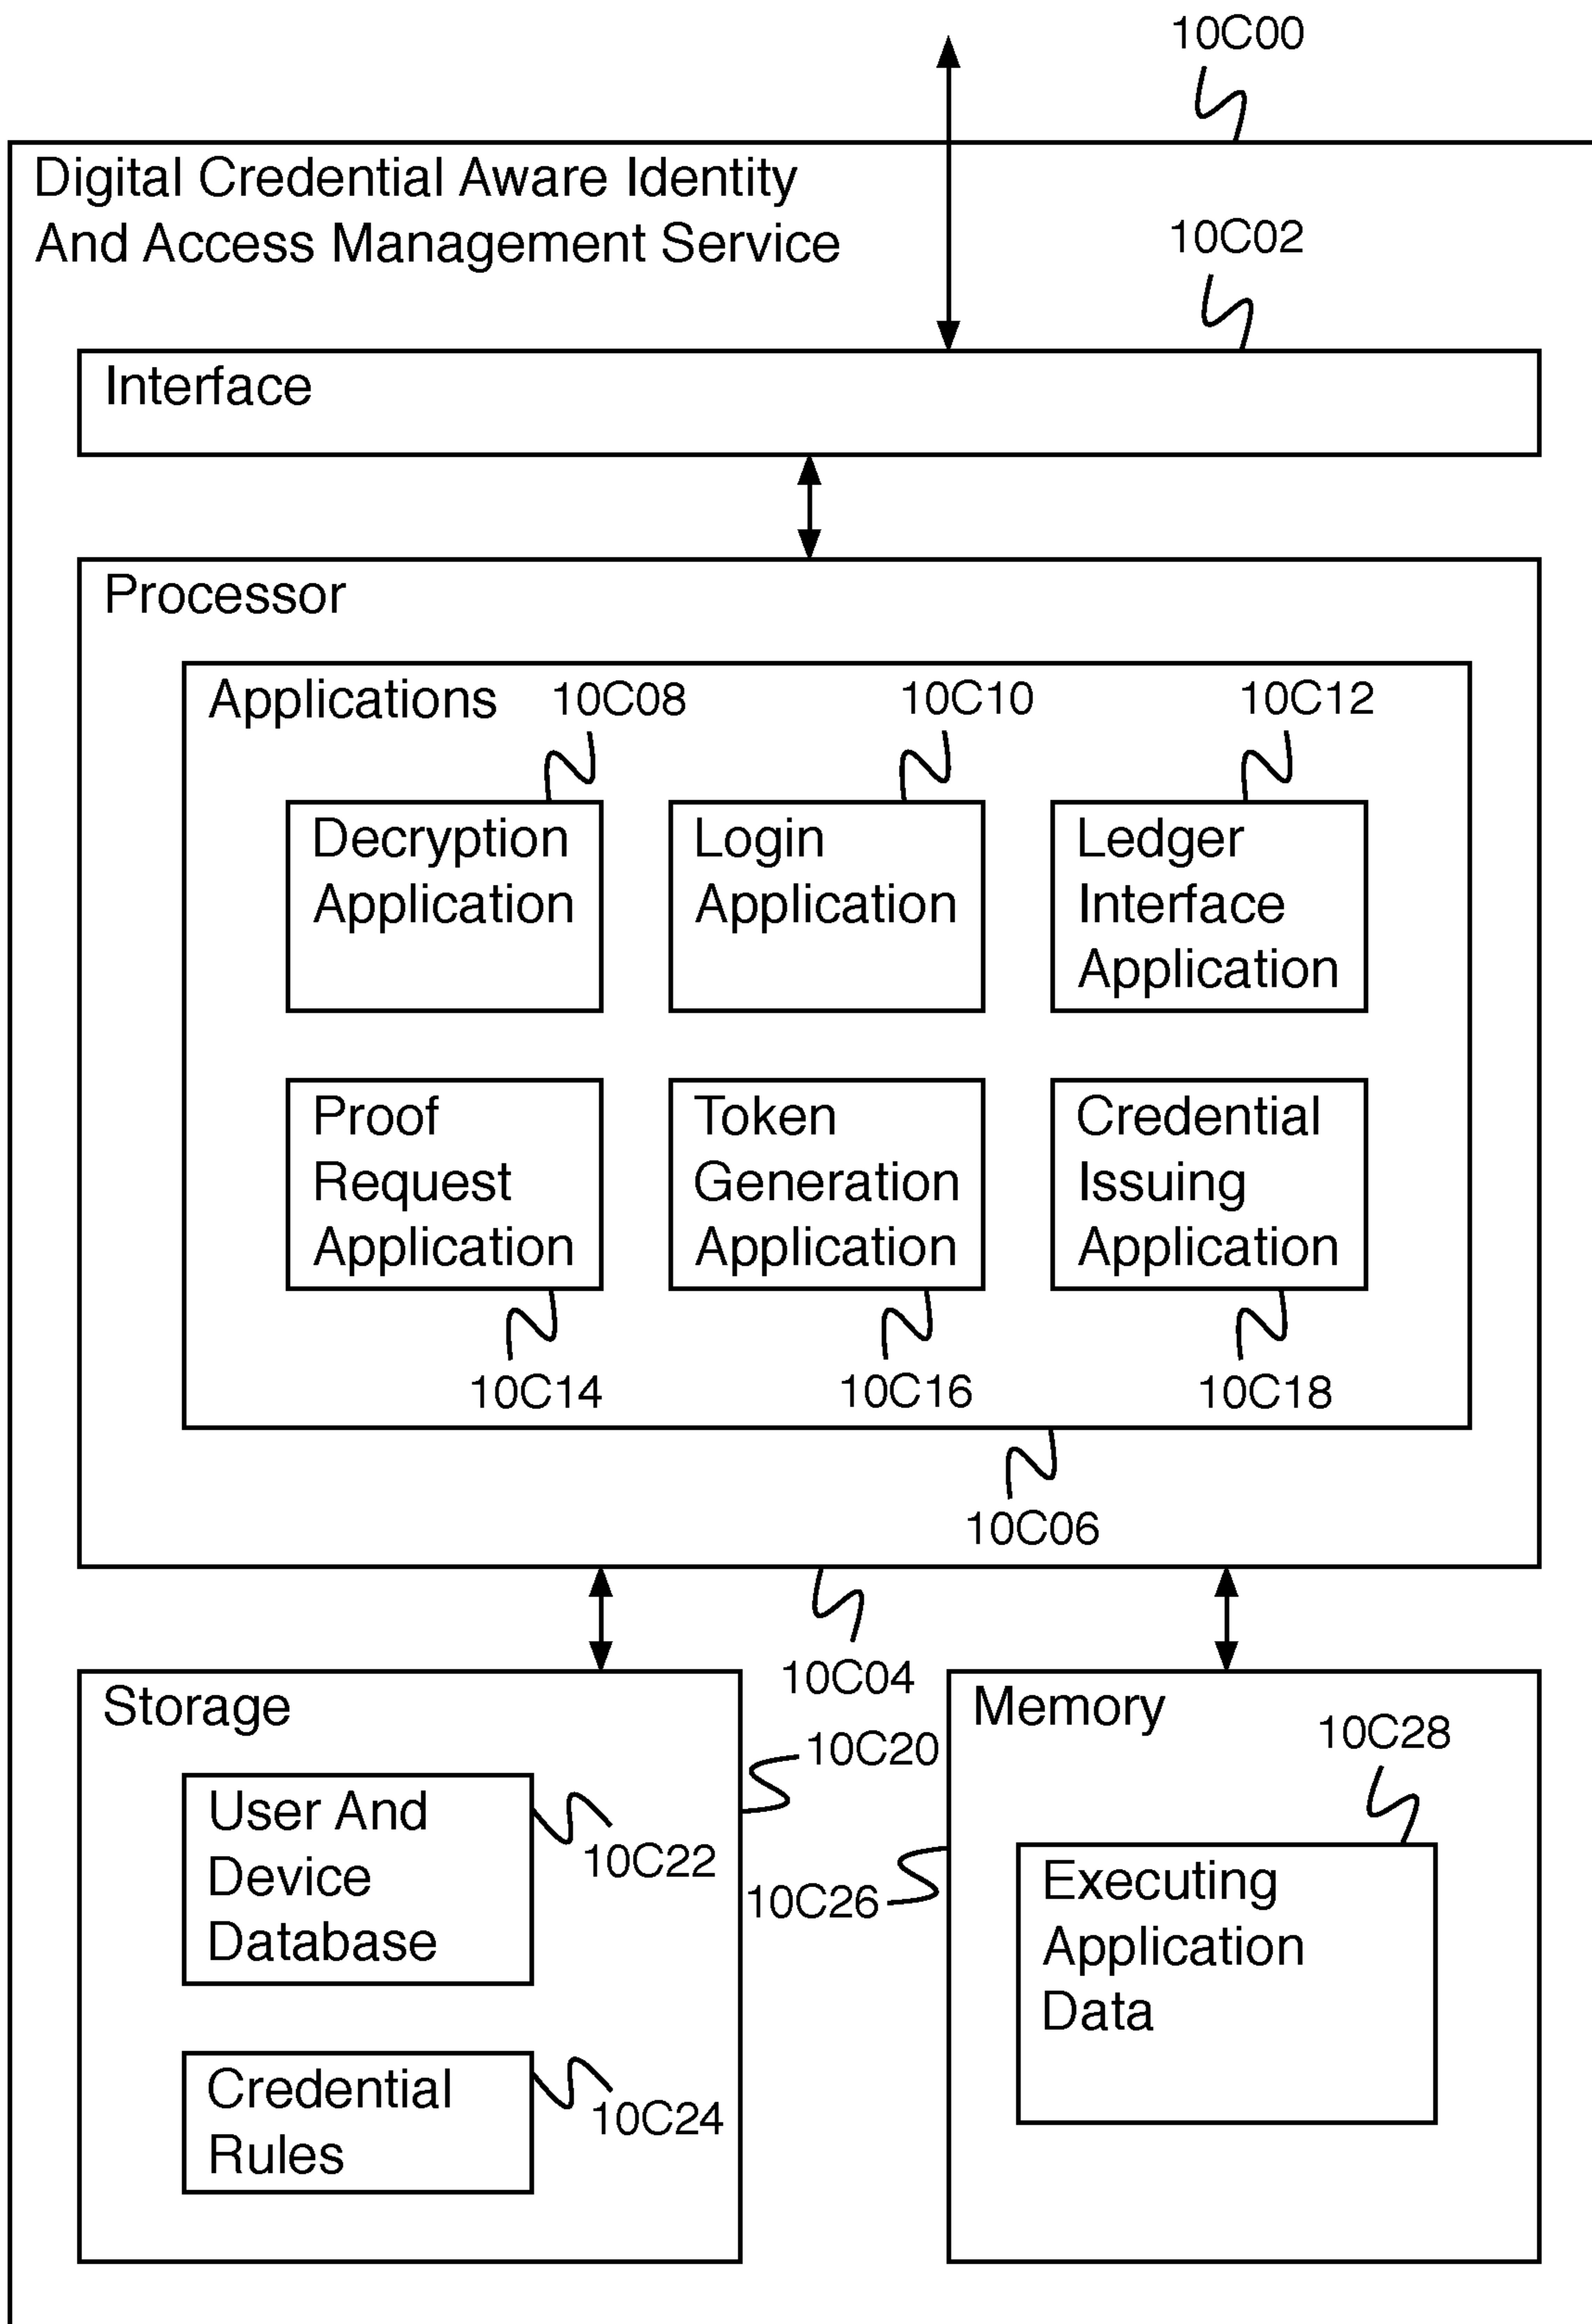 10C00
Digital Credential Aware Identity
And Access Management Service
10C02
Interface
Processor
Applications
10C08
10C10
10C12
Decryption
Application
Login
Application
Ledger
Interface
Application
Proof
Request
Application
Token
Generation
Application
Credential
Issuing
Application
10C14
10C16
10C18
10C06
10C04
Storage
10C20
User And
Device
Database
10C22
Credential
Rules
10C24
Memory
10C26
10C28
Executing
Application
Data